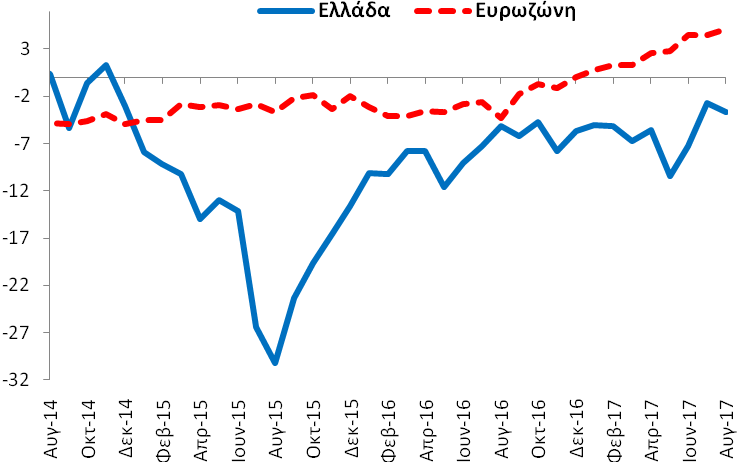 Ελλάδα Ευρωζώνη
3
-2
-7
-12
-17
-22
-27
-32
Αυγ-14
Οκτ-14
Δεκ-14
Φεβ-15
Απρ-15
Ιουν-15
Αυγ-15
Οκτ-15
Δεκ-15
Φεβ-16
Απρ-16
Ιουν-16
Αυγ-16
Οκτ-16
Δεκ-16
Φεβ-17
Απρ-17
Ιουν-17
Αυγ-17